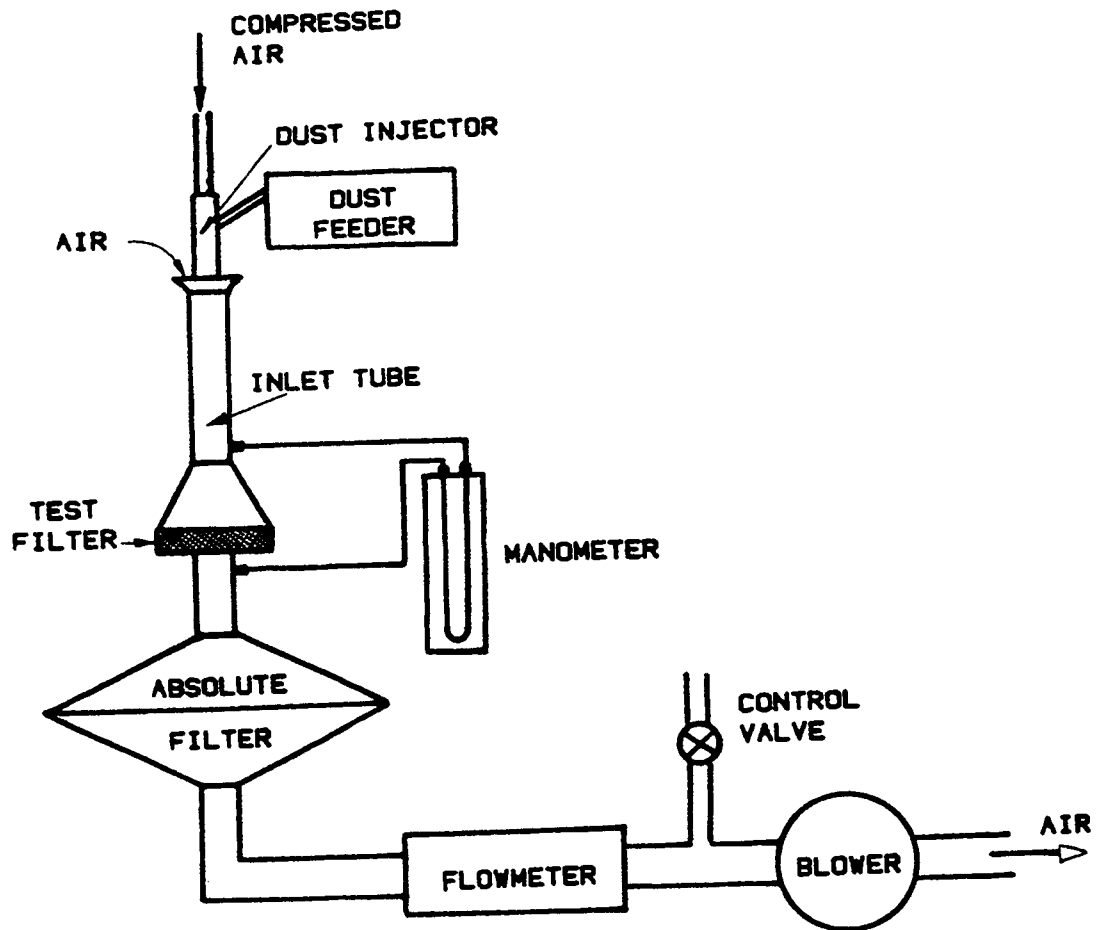 COMPRESSED
AIR
DUST INJECTOR
DUST
FEEDER
AIR
INLET TUBE
TEST
FILTER
MANOMETER
ABSOLUTE
FILTER
CONTROL
VALVE
AIR
BLOWER
FLOWMETER